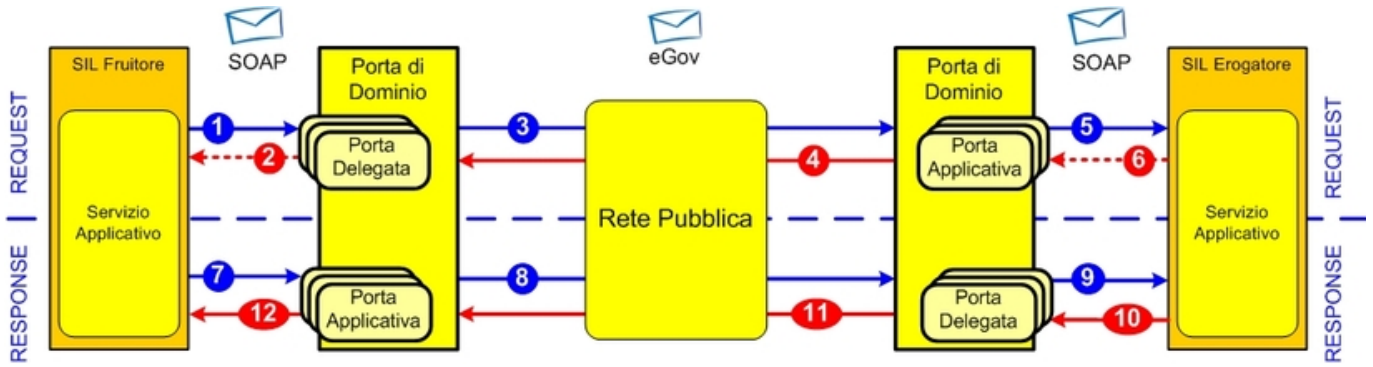 SOAP
eGov
SOAP
SIL Fruitore
Porta di
Dominio
Porta di
Dominio
SIL Erogatore
REQUEST
1
3
5
REQUEST
2
Porta
Delegata
4
Porta
Applicativa
6
Servizio
Applicativo
Rete Pubblica
Servizio
Applicativo
RESPONSE
7
8
9
RESPONSE
12
Porta
Applicativa
11
Porta
Delegata
10